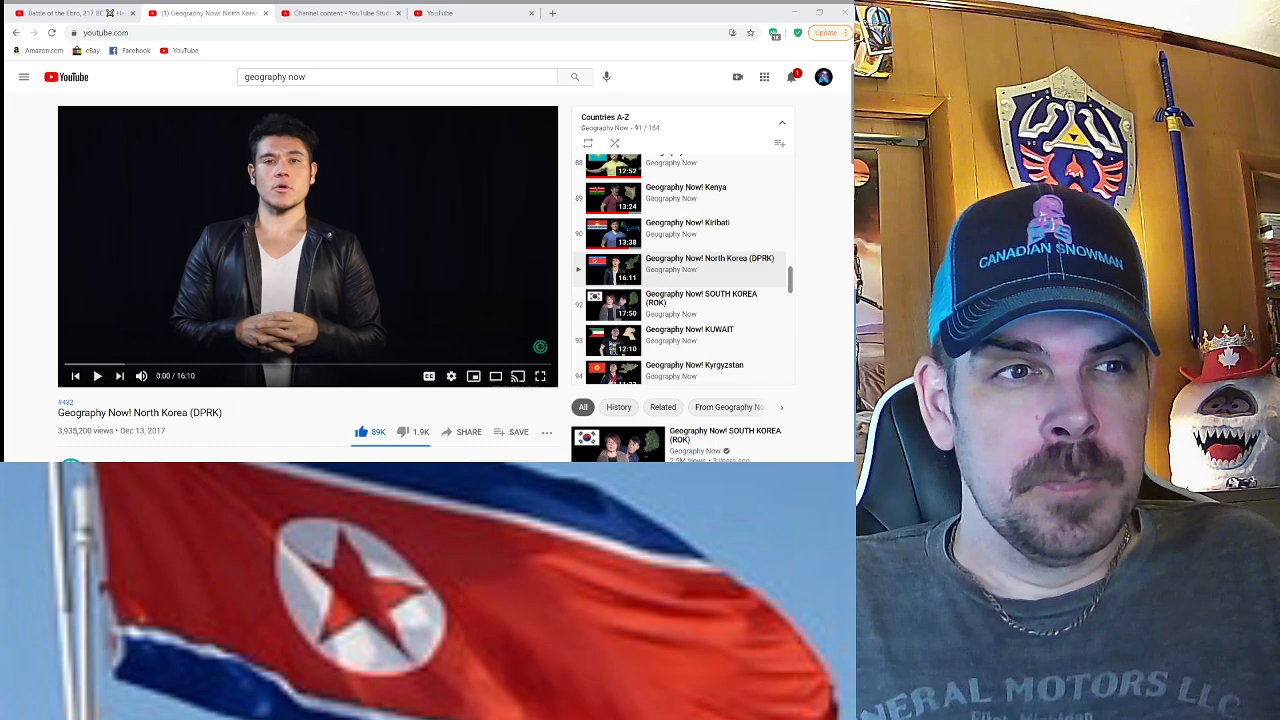 Battle of the Ebro, 217 BC
(1) Geography Now! North Kore
Channel content - YouTube Stud
YouTube
youtube.com
Update
Amazon.com
eBay
Facebook
YouTube
YouTube
geography now
1
Countries A-Z
Geography Now - 91 / 164
88
12:52
Geography Now
89
13:24
Geography Now! Kenya
Geography Now
90
13:38
Geography Now! Kiribati
Geography Now
16:11
Geography Now! North Korea (DPRK)
Geography Now
92
17:50
Geography Now! SOUTH KOREA
(ROK)
Geography Now
93
12:10
Geography Now! KUWAIT
Geography Now
94
Geography Now! Kyrgyzstan
Geography Now
0:00 / 16:10
#432
Geography Now! North Korea (DPRK)
3,935,200 views • Dec 13, 2017
89K
1.9K
SHARE
SAVE
All
History
Related
From Geography No
Geography Now! SOUTH KOREA
(ROK)
Geography Now
CANADIAN SNOWMAN
ENERAL MOTORS LLC